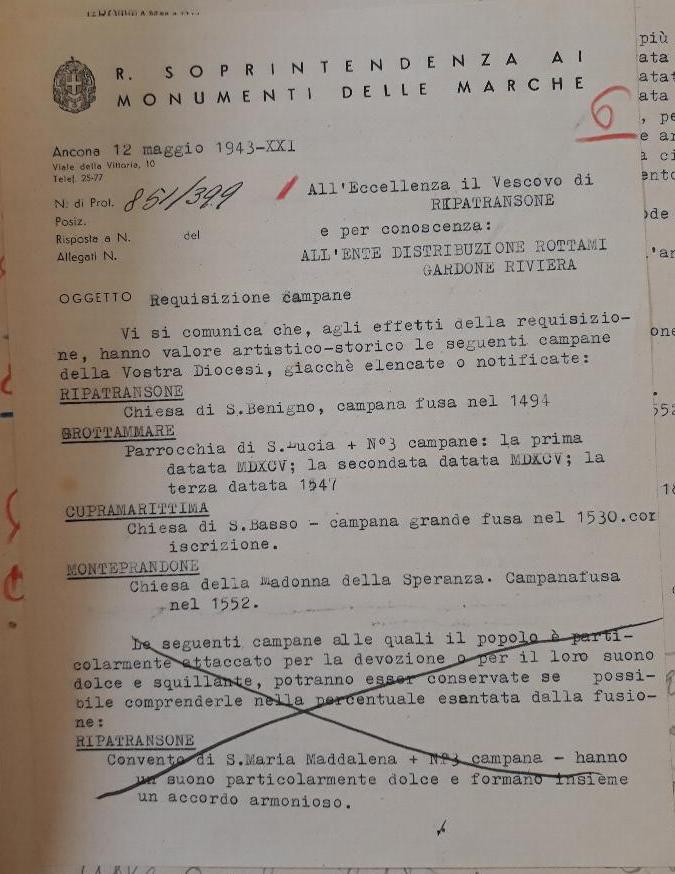 R. SOPRINTENDENZA AI
MONUMENTI DELLE MARCHE
6
Ancona 12 maggio 1943-XXI
Viale della Vittoria, 10
Telef. 25-77
N. di Prot. 851/399
Posiz.
Risposta a N. del
Allegati N.
All'Eccellenza il Vescovo di
RIPATRANSONE
e per conoscenza:
ALL'ENTE DISTRIBUZIONE ROTTAMI
GARDONE RIVIERA
OGGETTO Requisizione campane
Vi si comunica che, agli effetti della requisizio-
ne, hanno valore artistico-storico le seguenti campane
della Vostra Diocesi, giacchè elencate o notificate:
RIPATRANSONE
Chiesa di S.Benigno, campana fusa nel 1494
GROTTAMMARE
Parrocchia di S.Lucia + N°3 campane: la prima
datata MDXCV; la secondata datata MDXCV; la
terza datata 1547
CUPRAMARITTIMA
Chiesa di S.Basso - campana grande fusa nel 1530.con
iscrizione.
MONTEPRANDONE
Chiesa della Madonna della Speranza. Campanafusa
nel 1552.
Le seguenti campane alle quali il popolo è parti-
colarmente attaccato per la devozione o per il loro suono
dolce e squillante, potranno esser conservate se possi-
bile comprenderle nella percentuale esentata dalla fusio-
ne:
RIPATRANSONE
Convento di S.Maria Maddalena + N°3 campana - hanno
un suono particolarmente dolce e formano insieme
un accordo armonioso.
più